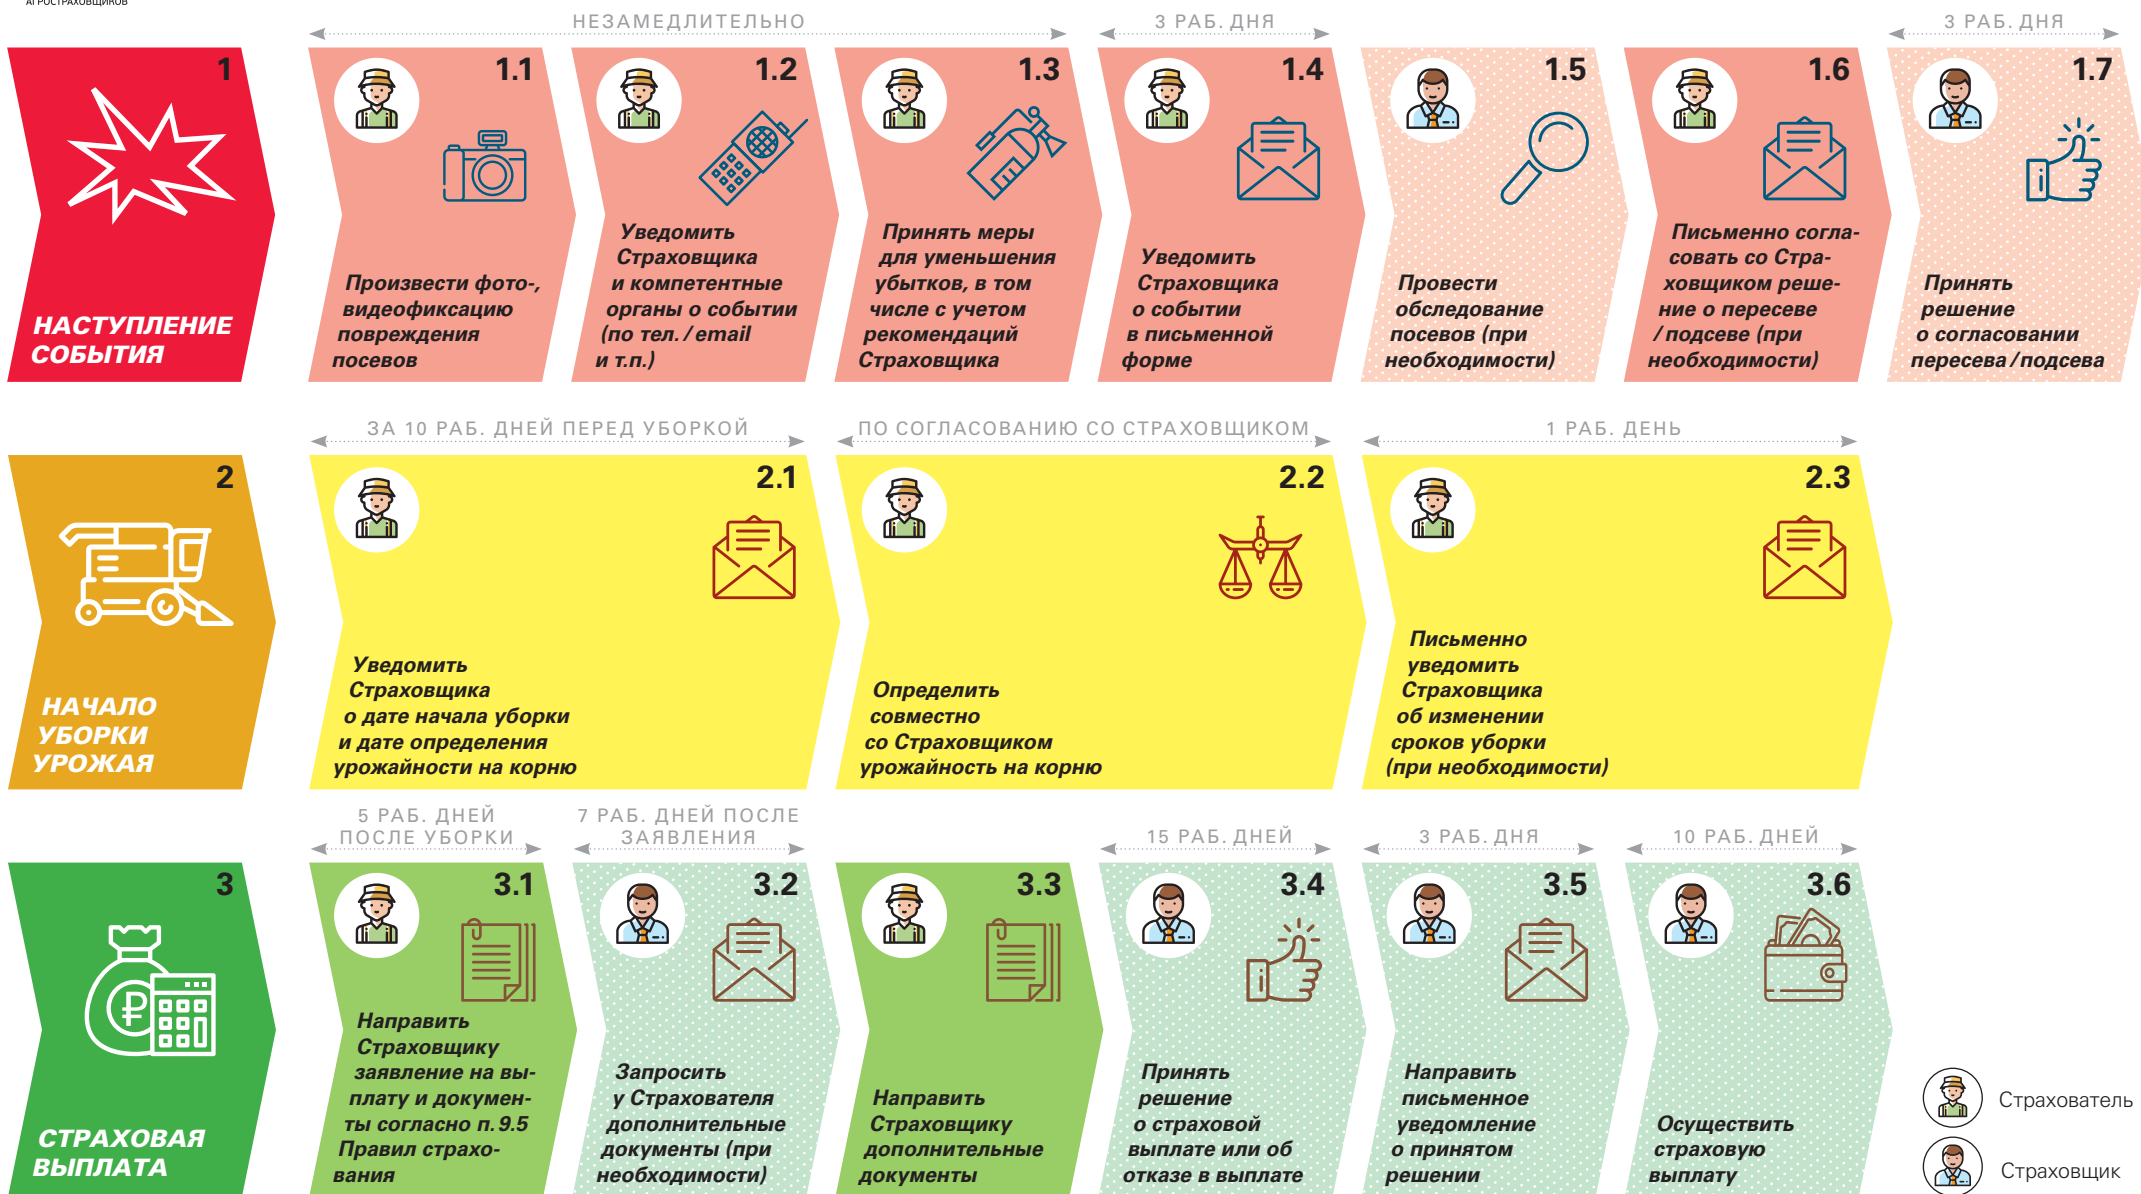 АГРОСТРАХОВЩИКОВ
НЕЗАМЕДЛИТЕЛЬНО
3 РАБ. ДНЯ
3 РАБ. ДНЯ
1
НАСТУПЛЕНИЕ
СОБЫТИЯ
1.1
Произвести фото-,
видеофиксацию
повреждения
посевов
1.2
Уведомить
Страховщика
и компетентные
органы о событии
(по тел. / email
и т.п.)
1.3
Принять меры
для уменьшения
убытков, в том
числе с учетом
рекомендаций
Страховщика
1.4
Уведомить
Страховщика
о событии
в письменной
форме
1.5
Провести
обследование
посевов (при
необходимости)
1.6
Письменно согла-
совать со Стра-
ховщиком реше-
ние о пересеве
/ подсеве (при
необходимости)
1.7
Принять
решение
о согласовании
пересева / подсева
ЗА 10 РАБ. ДНЕЙ ПЕРЕД УБОРКОЙ
ПО СОГЛАСОВАНИЮ СО СТРАХОВЩИКОМ
1 РАБ. ДЕНЬ
2
НАЧАЛО
УБОРКИ
УРОЖАЯ
2.1
Уведомить
Страховщика
о дате начала уборки
и дате определения
урожайности на корню
2.2
Определить
совместно
со Страховщиком
урожайность на корню
2.3
Письменно
уведомить
Страховщика
об изменении
сроков уборки
(при необходимости)
5 РАБ. ДНЕЙ
ПОСЛЕ УБОРКИ
7 РАБ. ДНЕЙ ПОСЛЕ
ЗАЯВЛЕНИЯ
15 РАБ. ДНЕЙ
3 РАБ. ДНЯ
10 РАБ. ДНЕЙ
3
₽
СТРАХОВАЯ
ВЫПЛАТА
3.1
Направить
Страховщику
заявление на вы-
плату и докумен-
ты согласно п. 9.5
Правил страхо-
вания
3.2
Запросить
у Страхователя
дополнительные
документы (при
необходимости)
3.3
Направить
Страховщику
дополнительные
документы
3.4
Принять
решение
о страховой
выплате или об
отказе в выплате
3.5
Направить
письменное
уведомление
о принятом
решении
3.6
Осуществить
страховую
выплату
Страхователь
Страховщик